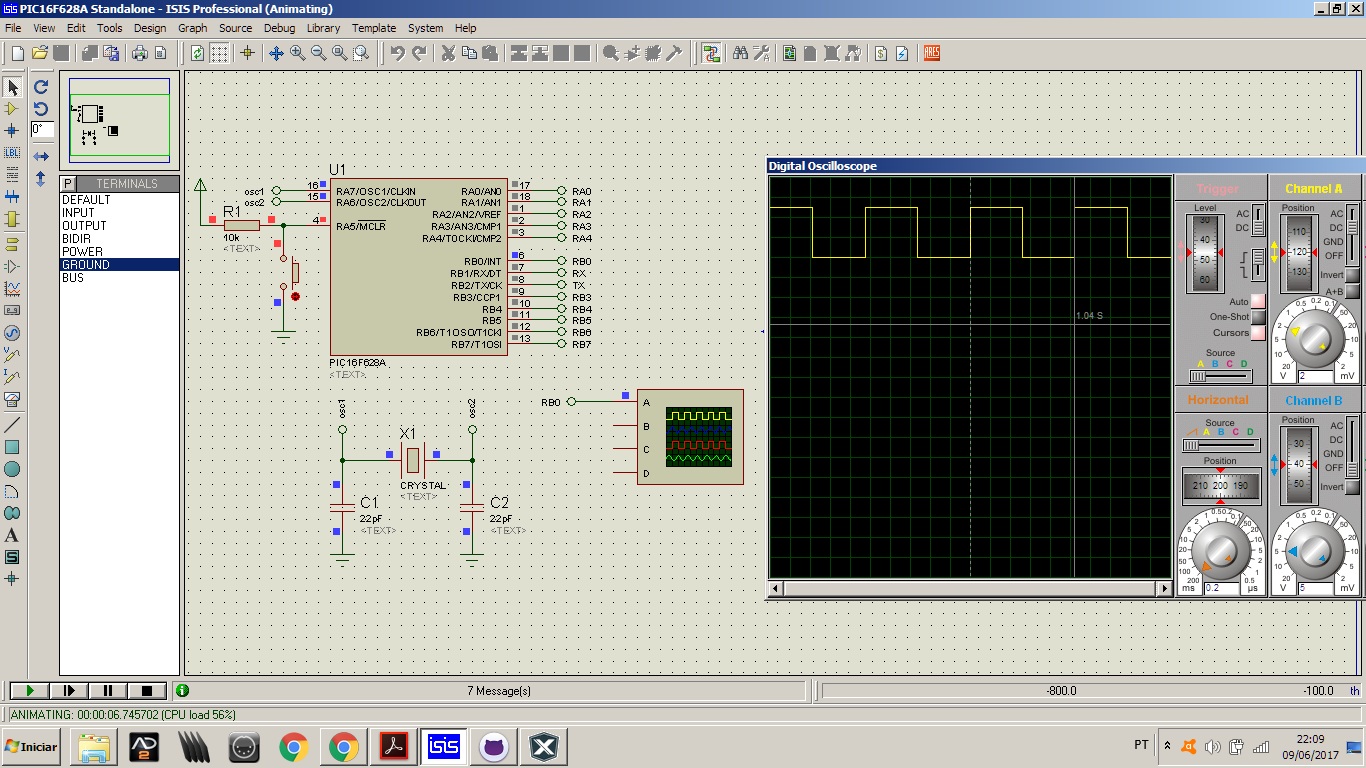 PIC16F628A Standalone - ISIS Professional (Animating)
File View Edit Tools Design Graph Source Debug Library Template System Help
ARES
LBL
0°
P TERMINALS
DEFAULT
INPUT
OUTPUT
BIDIR
POWER
GROUND
BUS
U1
osc1 16 RA7/OSC1/CLKIN RA0/AN0 17 RA0
osc2 15 RA6/OSC2/CLKOUT RA1/AN1 18 RA1
RA2/AN2/VREF 1 RA2
R1 4 RA5/MCLR RA3/AN3/CMP1 2 RA3
10k RA4/T0CKI/CMP2 3 RA4
<TEXT>
RB0/INT 6 RB0
RB1/RX/DT 7 RX
RB2/TX/CK 8 TX
RB3/CCP1 9 RB3
RB4 10 RB4
RB5 11 RB5
RB6/T1OSO/T1CKI 12 RB6
RB7/T1OSI 13 RB7
PIC16F628A
<TEXT>
osc1 osc2
X1
CRYSTAL
<TEXT>
C1
22pF
<TEXT>
C2
22pF
<TEXT>
RB0 A
B
C
D
Digital Oscilloscope
1.04 S
Trigger
Level AC
DC
30
40
50
60
Auto
One-Shot
Cursors
Source
A B C D
Channel A
Position AC
DC
GND
OFF
110
120
130
Invert
A+B
V 2 mV
Horizontal
Source
A B C D
Position
210 200 190
ms 0.2 µs
Channel B
Position AC
DC
GND
OFF
30
40
50
Invert
V 5 mV
7 Message(s)
-800.0 -100.0 th
ANIMATING: 00:00:06.745702 (CPU load 56%)
Iniciar
isis
PT
22:09
09/06/2017